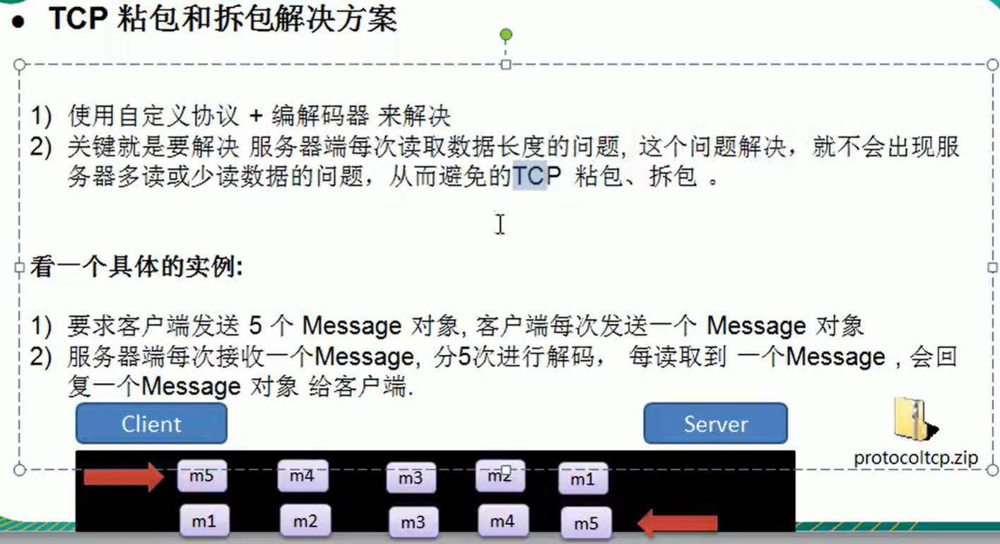 ● TCP 粘包和拆包解决方案
1) 使用自定义协议 + 编解码器 来解决
2) 关键就是要解决 服务器端每次读取数据长度的问题, 这个问题解决，就不会出现服
务器多读或少读数据的问题，从而避免的TCP 粘包、拆包 。
看一个具体的实例:
1) 要求客户端发送 5 个 Message 对象, 客户端每次发送一个 Message 对象
2) 服务器端每次接收一个Message, 分5次进行解码， 每读取到 一个Message , 会回
复一个Message 对象 给客户端.
Client
Server
protocoltcp.zip
m5 m4 m3 m2 m1
m1 m2 m3 m4 m5